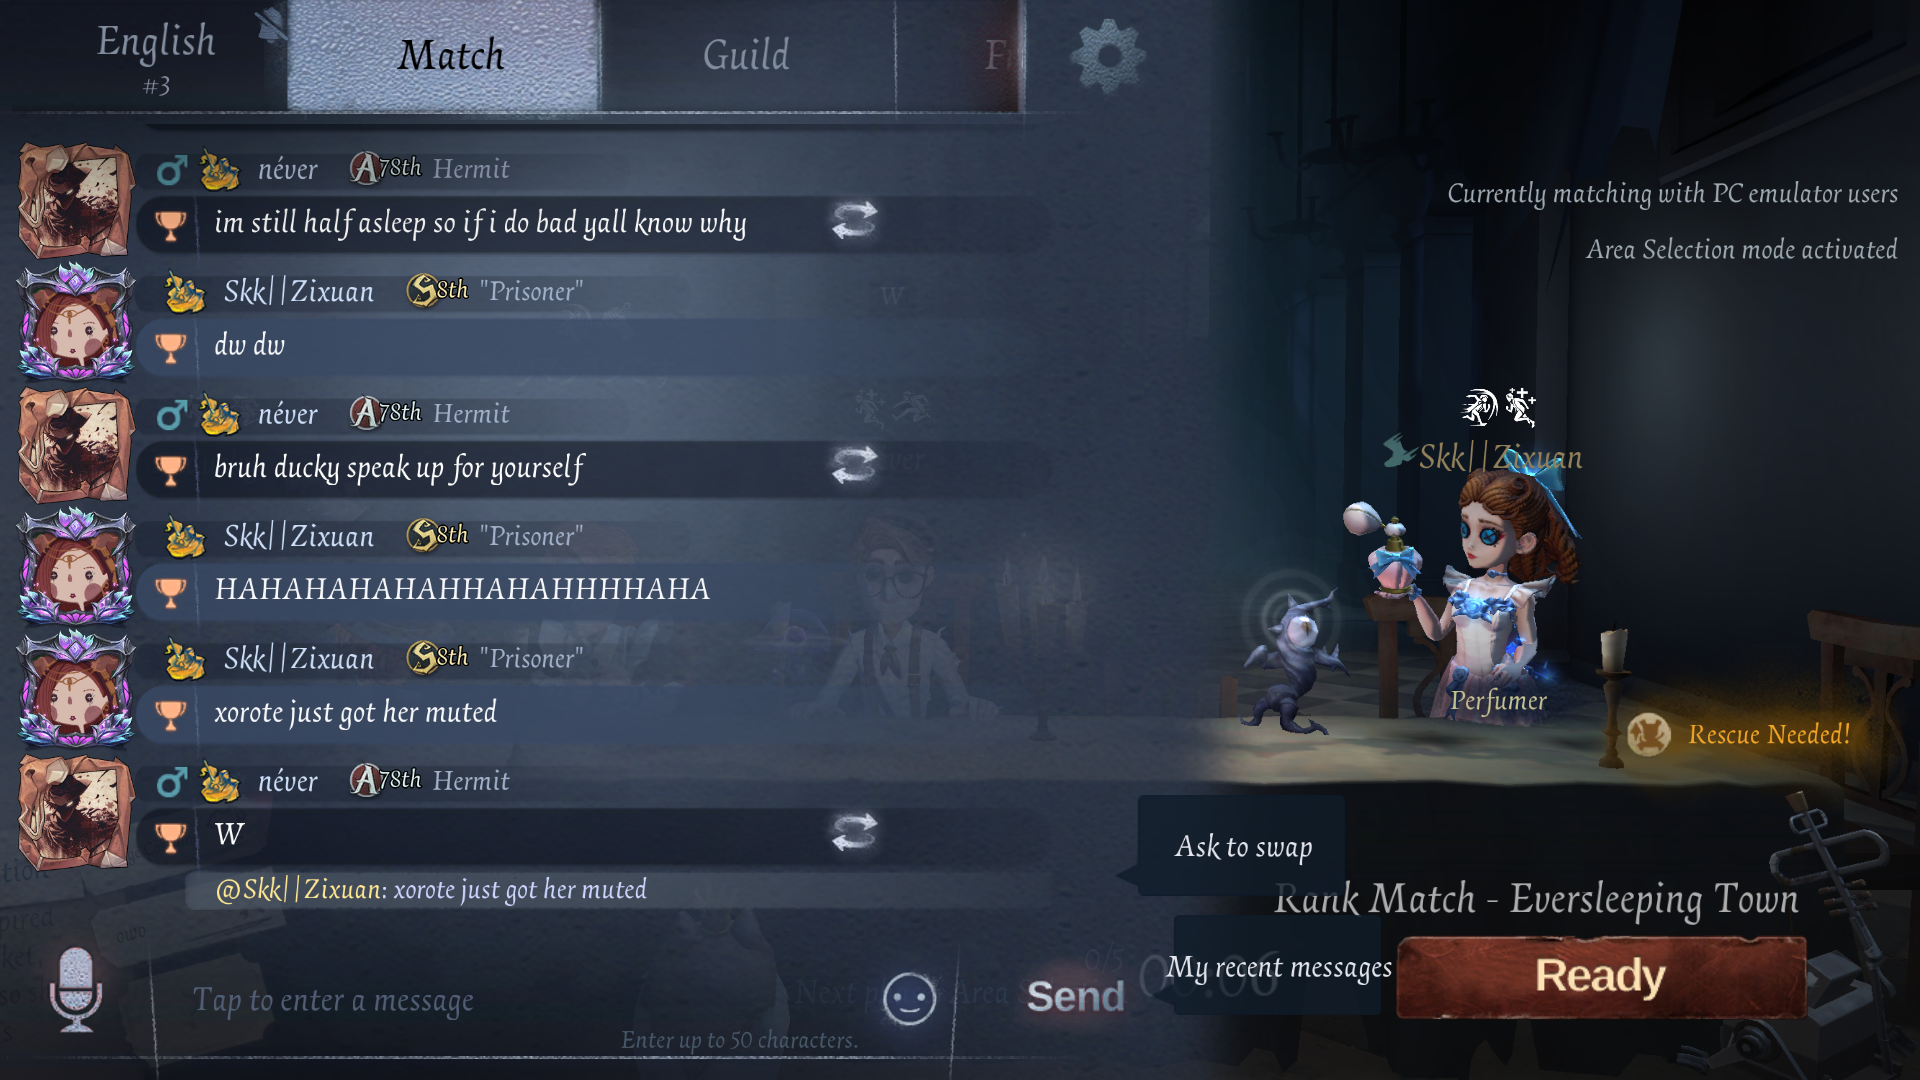 English
#3
Match
Guild
F
néver A 78th Hermit
im still half asleep so if i do bad yall know why
Skk||Zixuan S 8th "Prisoner"
dw dw
néver A 78th Hermit
bruh ducky speak up for yourself
Skk||Zixuan S 8th "Prisoner"
HAHAHAHAHAHHAHAHHHHAHA
Skk||Zixuan S 8th "Prisoner"
xorote just got her muted
néver A 78th Hermit
W
@Skk||Zixuan: xorote just got her muted
Tap to enter a message
Enter up to 50 characters.
Send
Currently matching with PC emulator users
Area Selection mode activated
Skk||Zixuan
Perfumer
Rescue Needed!
Ask to swap
Rank Match - Eversleeping Town
My recent messages
Ready